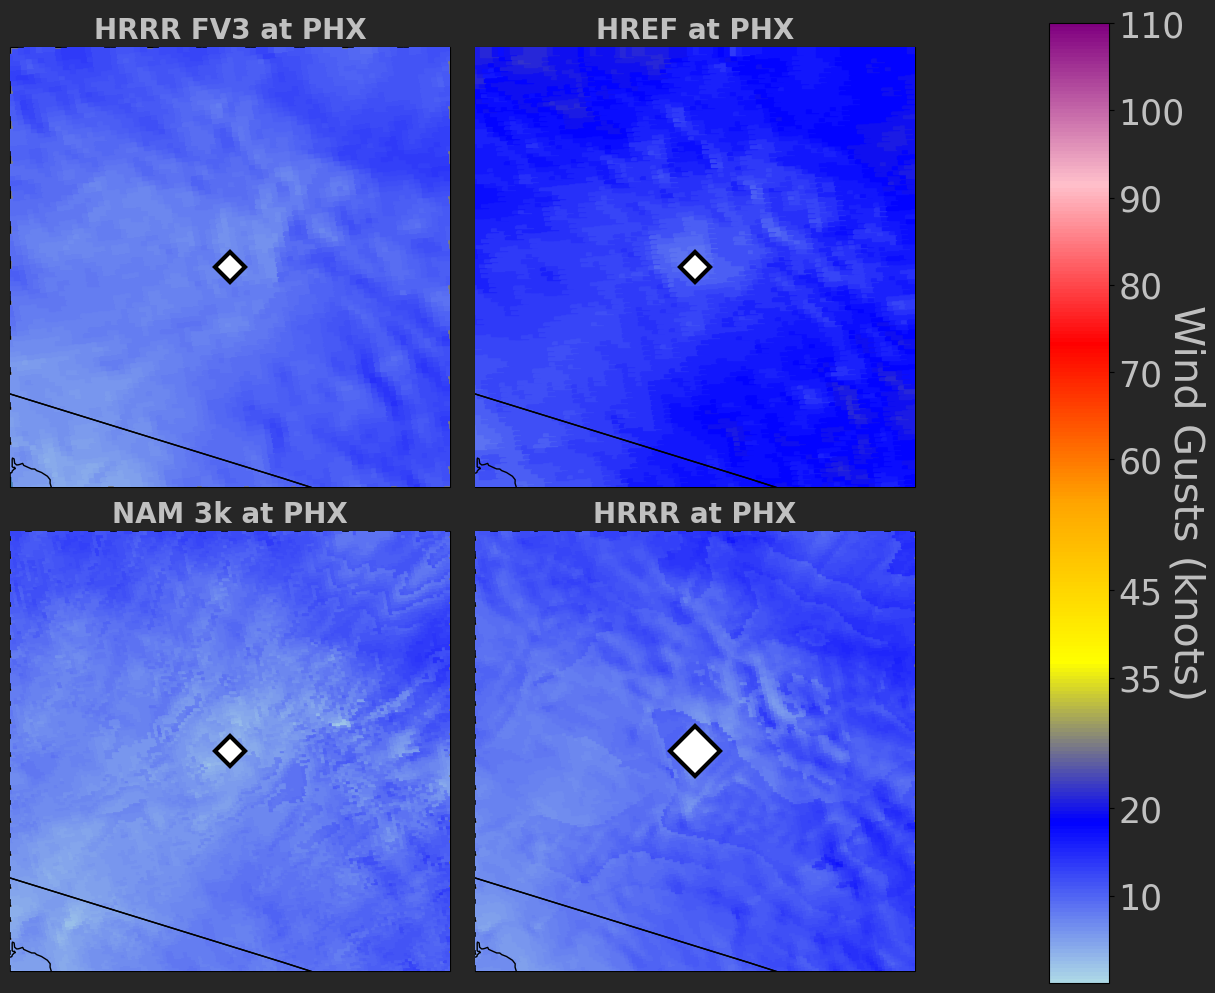 HRRR FV3 at PHX
HREF at PHX
NAM 3k at PHX
HRRR at PHX
110
100
90
80
70
60
45
35
20
10
Wind Gusts (knots)